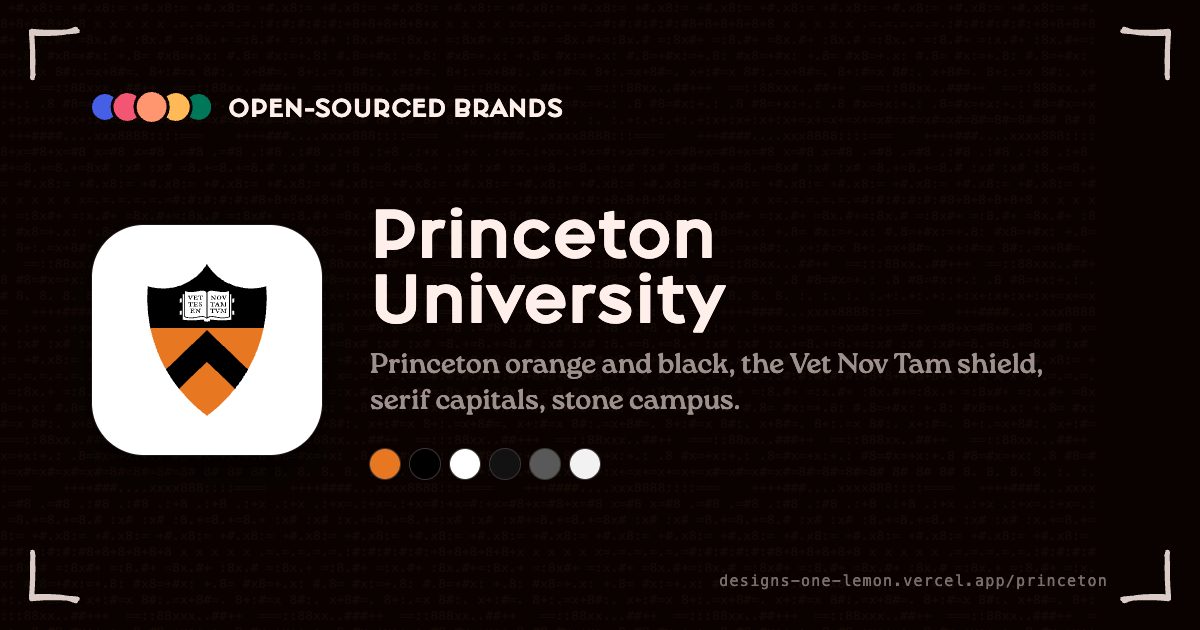 OPEN-SOURCED BRANDS
Princeton
University
VET NOV
TES TAM
EN TVM
Princeton orange and black, the Vet Nov Tam shield,
serif capitals, stone campus.
designs-one-lemon.vercel.app/princeton